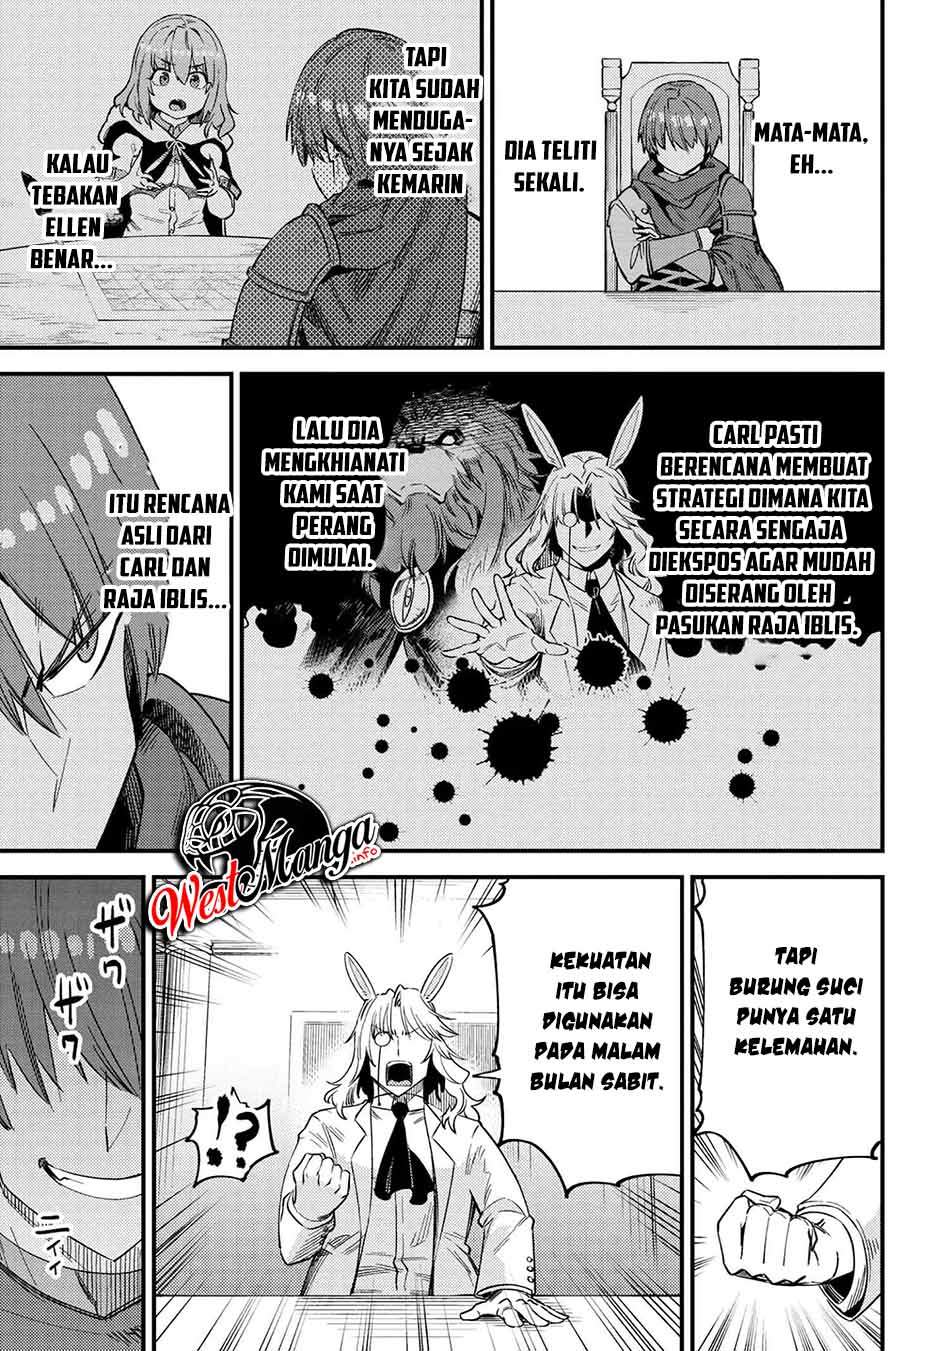 MATA-MATA,
EH...
DIA TELITI
SEKALI.
TAPI
KITA SUDAH
MENDUGA-
NYA SEJAK
KEMARIN
KALAU
TEBAKAN
ELLEN
BENAR...
CARL PASTI
BERENCANA MEMBUAT
STRATEGI DIMANA KITA
SECARA SENGAJA
DIEKSPOS AGAR MUDAH
DISERANG OLEH
PASUKAN RAJA IBLIS.
LALU DIA
MENGKHIANATI
KAMI SAAT
PERANG
DIMULAI.
ITU RENCANA
ASLI DARI
CARL DAN
RAJA IBLIS...
WestManga
.info
TAPI
BURUNG SUCI
PUNYA SATU
KELEMAHAN.
KEKUATAN
ITU BISA
DIGUNAKAN
PADA MALAM
BULAN SABIT.
!?
ザワ
ざわ
ニィィ